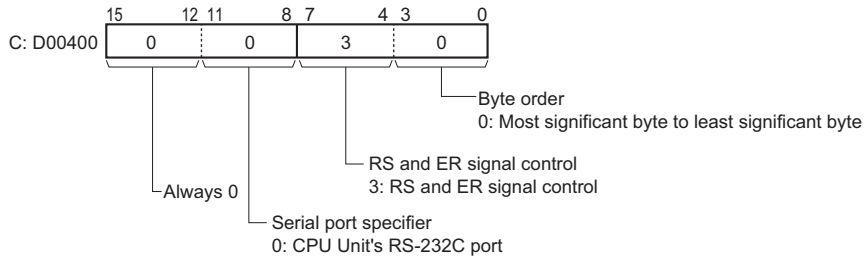 15 12 11 8 7 4 3 0
C: D00400 0 0 3 0
Byte order
0: Most significant byte to least significant byte
RS and ER signal control
3: RS and ER signal control
Always 0
Serial port specifier
0: CPU Unit's RS-232C port